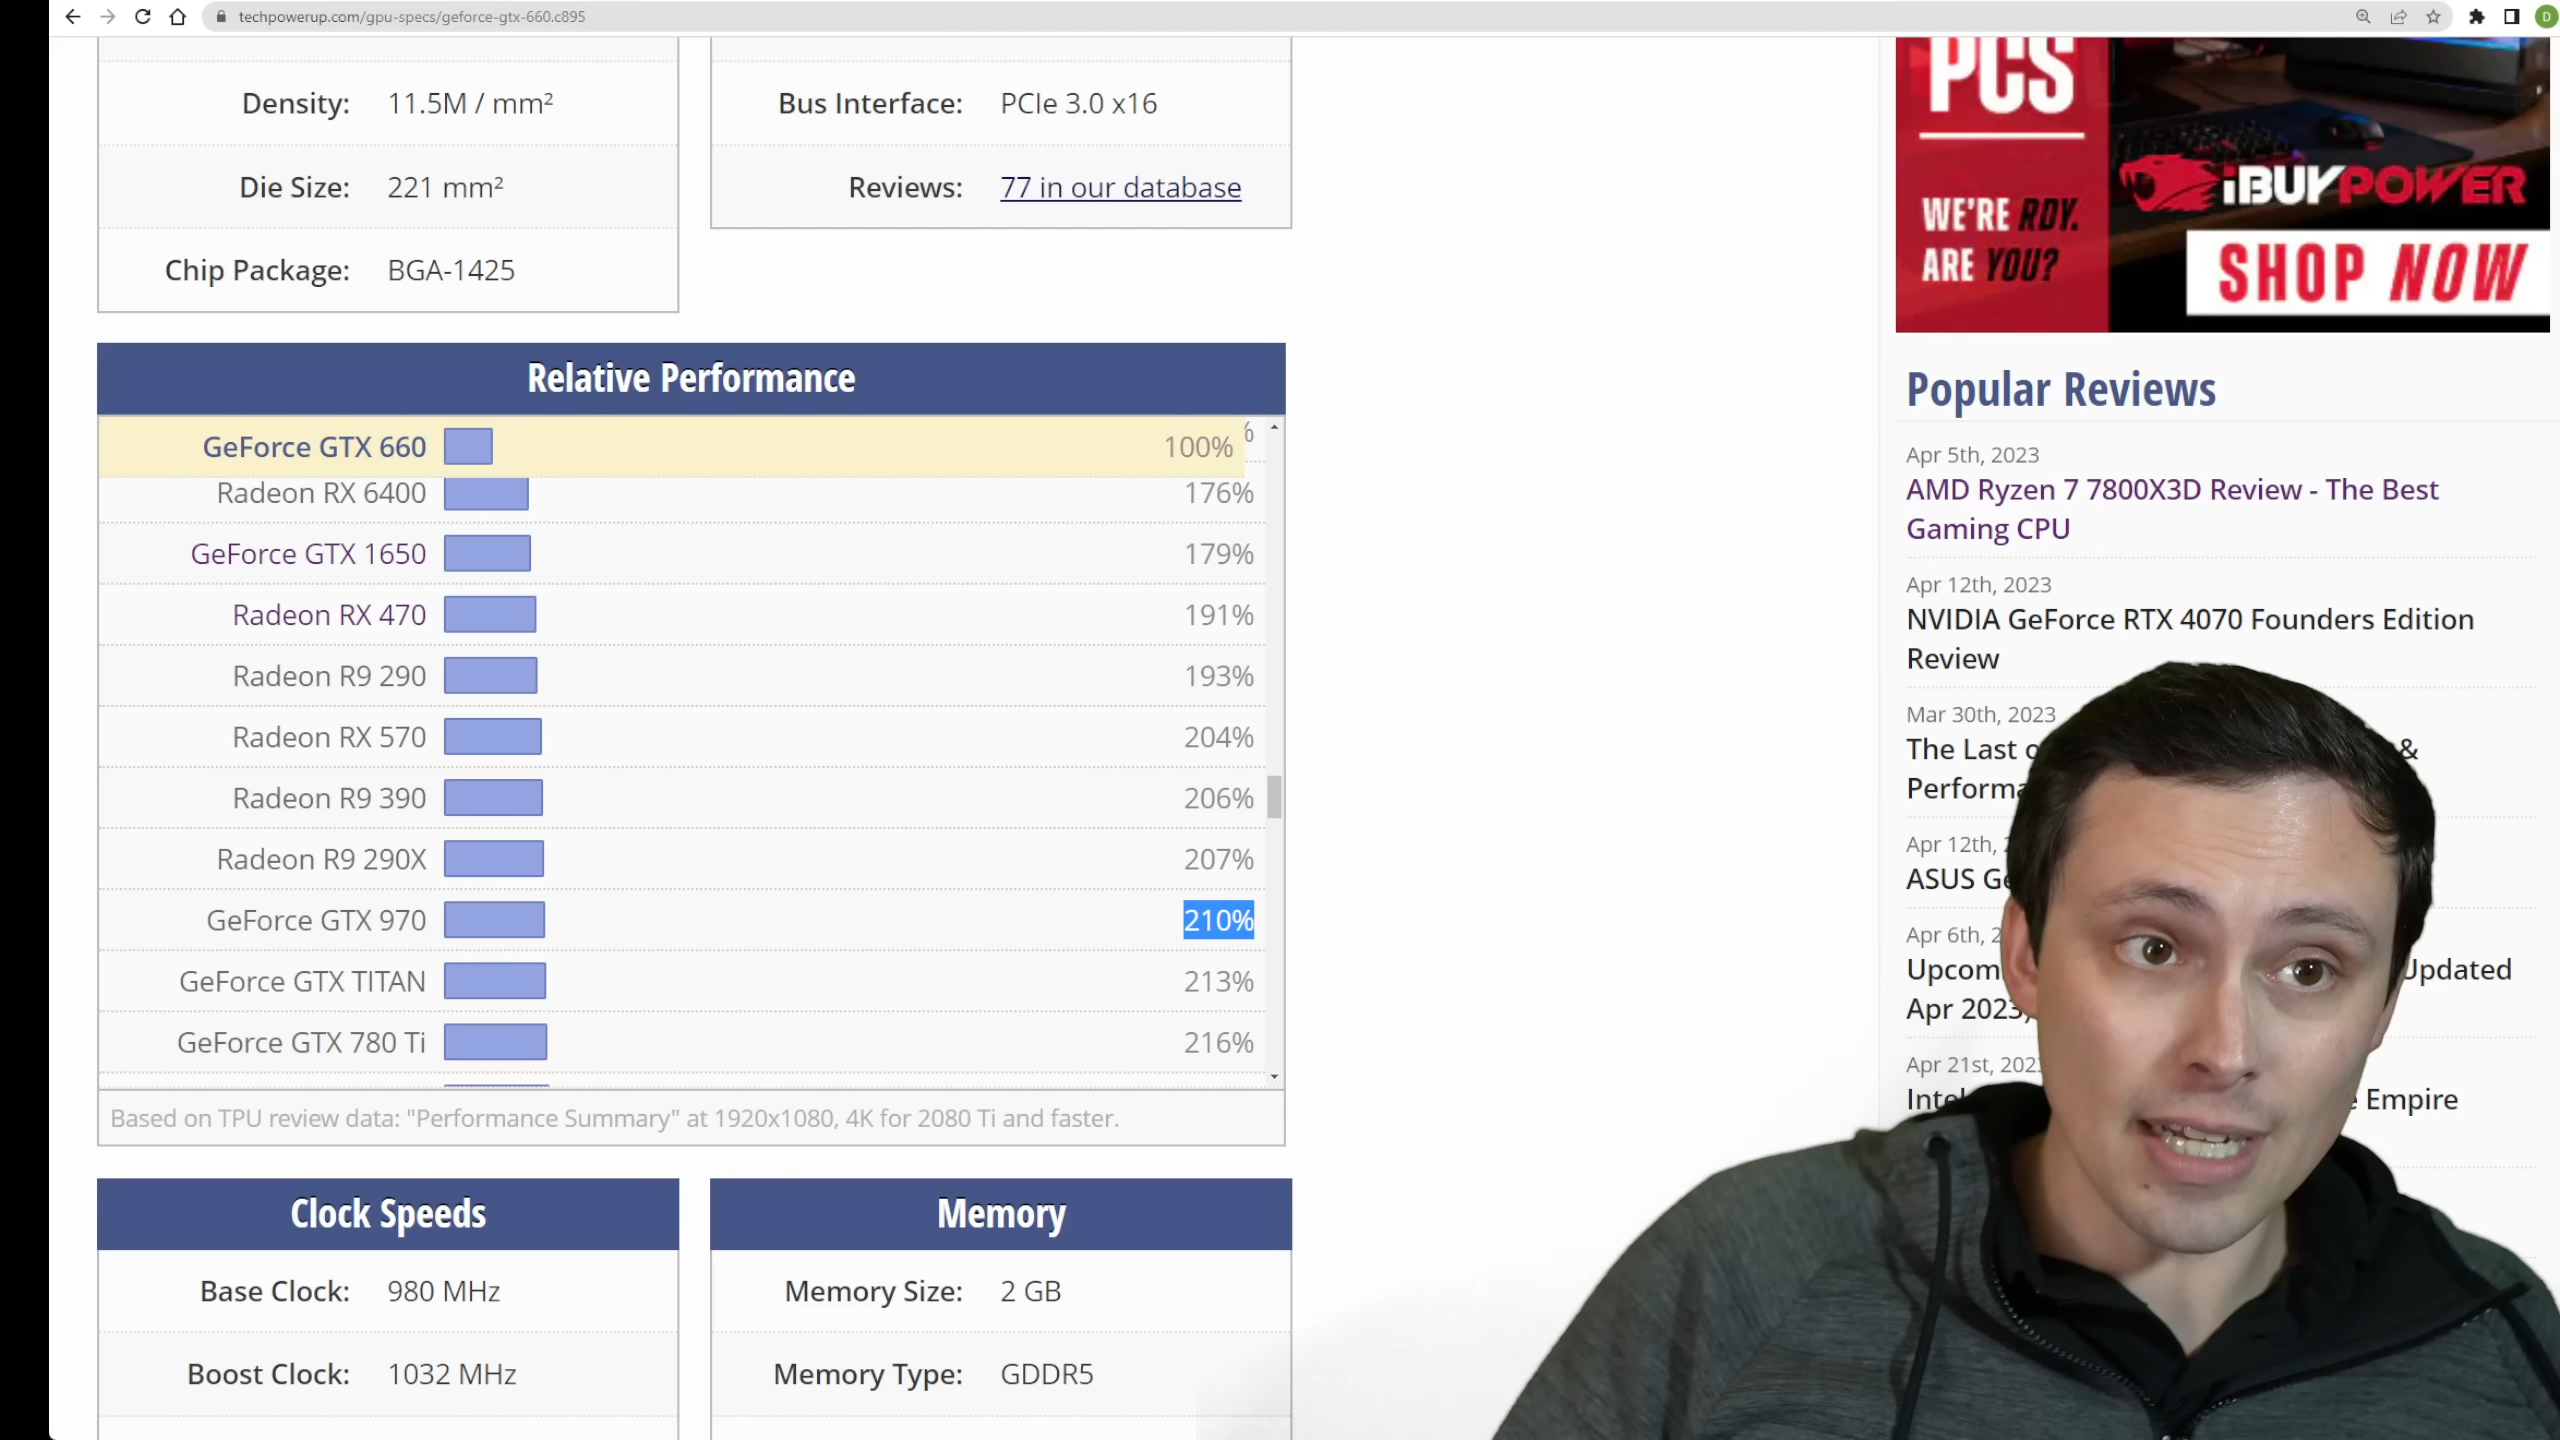 techpowerup.com/gpu-specs/geforce-gtx-660.c895
D
Density: 11.5M / mm²
Die Size: 221 mm²
Chip Package: BGA-1425
Bus Interface: PCIe 3.0 x16
Reviews: 77 in our database
PCS
WE'RE RDY.
ARE YOU?
iBUYPOWER
SHOP NOW
Relative Performance
GeForce GTX 660 100%
Radeon RX 6400 176%
GeForce GTX 1650 179%
Radeon RX 470 191%
Radeon R9 290 193%
Radeon RX 570 204%
Radeon R9 390 206%
Radeon R9 290X 207%
GeForce GTX 970 210%
GeForce GTX TITAN 213%
GeForce GTX 780 Ti 216%
Based on TPU review data: "Performance Summary" at 1920x1080, 4K for 2080 Ti and faster.
Clock Speeds
Base Clock: 980 MHz
Boost Clock: 1032 MHz
Memory
Memory Size: 2 GB
Memory Type: GDDR5
Popular Reviews
Apr 5th, 2023
AMD Ryzen 7 7800X3D Review - The Best
Gaming CPU
Apr 12th, 2023
NVIDIA GeForce RTX 4070 Founders Edition
Review
Mar 30th, 2023
The Last &
Apr 12th,
ASUS
Apr 6th,
Updated
Apr 2023
Apr 21st,
Empire